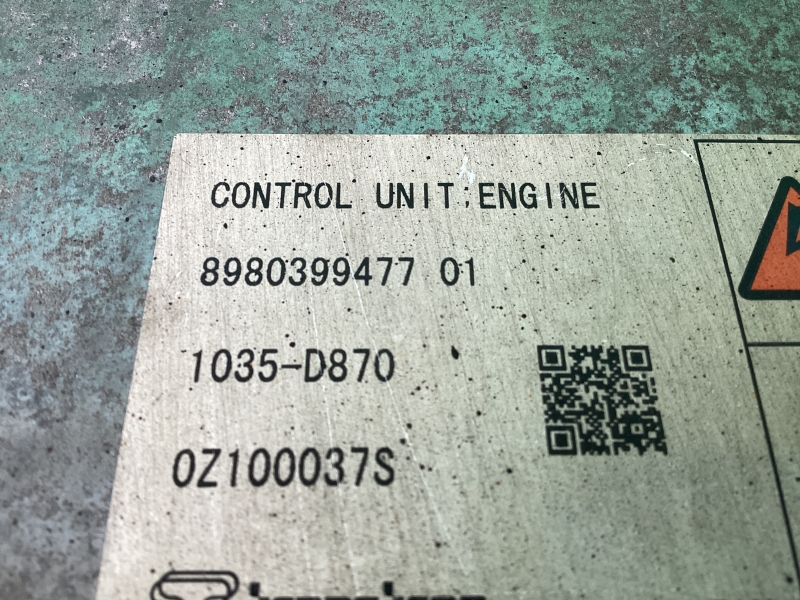 CONTROL UNIT;ENGINE
8980399477 01
1035-D870
0Z100037S